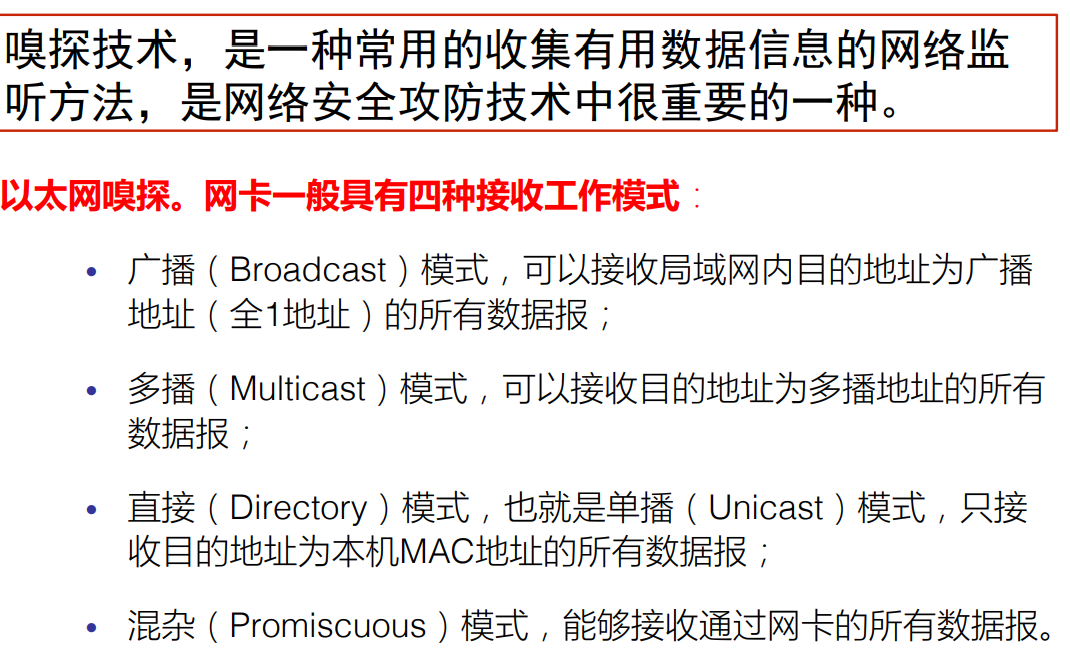 嗅探技术，是一种常用的收集有用数据信息的网络监
听方法，是网络安全攻防技术中很重要的一种。
以太网嗅探。网卡一般具有四种接收工作模式：
• 广播（Broadcast）模式，可以接收局域网内目的地址为广播
地址（全1地址）的所有数据报；
• 多播（Multicast）模式，可以接收目的地址为多播地址的所有
数据报；
• 直接（Directory）模式，也就是单播（Unicast）模式，只接
收目的地址为本机MAC地址的所有数据报；
• 混杂（Promiscuous）模式，能够接收通过网卡的所有数据报。